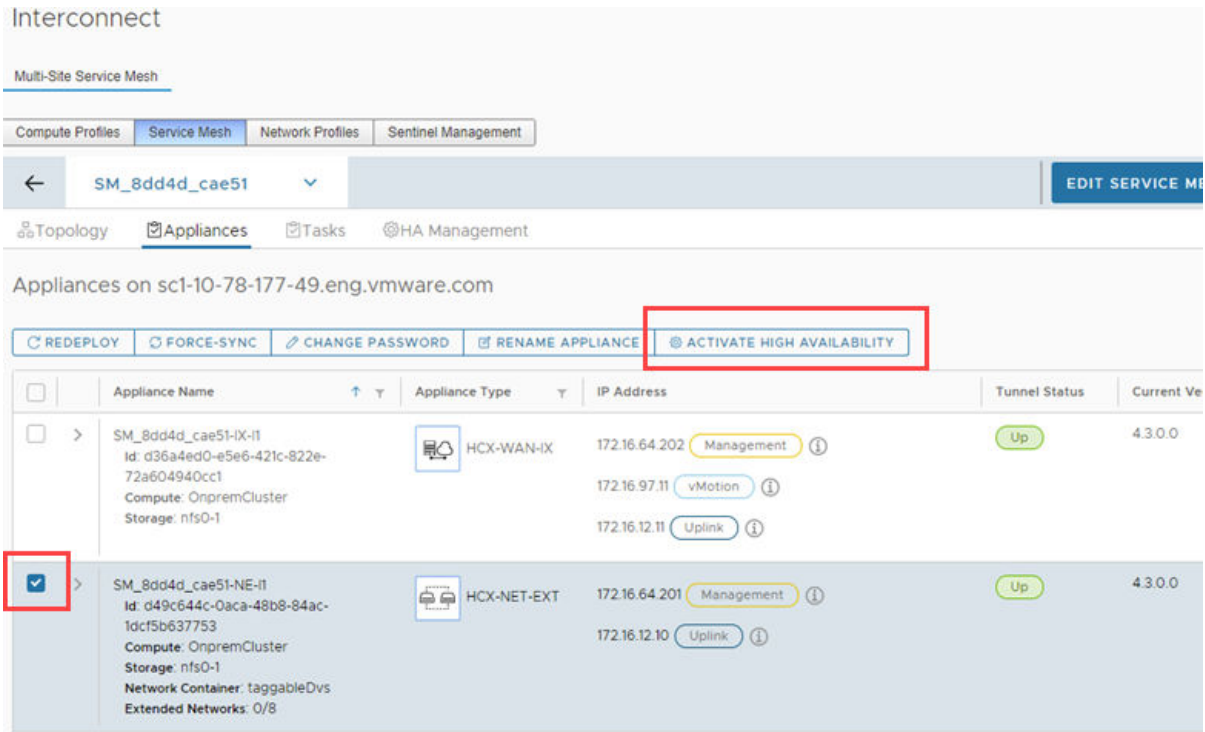 Interconnect
Multi-Site Service Mesh
Compute Profiles Service Mesh Network Profiles Sentinel Management
SM_8dd4d_cae51
EDIT SERVICE ME
Topology Appliances Tasks HA Management
Appliances on sc1-10-78-177-49.eng.vmware.com
REDEPLOY FORCE-SYNC CHANGE PASSWORD RENAME APPLIANCE ACTIVATE HIGH AVAILABILITY
Appliance Name Appliance Type IP Address Tunnel Status Current Ve
SM_8dd4d_cae51-IX-I1
Id: d36a4ed0-e5e6-421c-822e-
72a604940cc1
Compute: OnpremCluster
Storage: nfs0-1
HCX-WAN-IX
172.16.64.202 Management
172.16.97.11 vMotion
172.16.12.11 Uplink
Up
4.3.0.0
SM_8dd4d_cae51-NE-I1
Id: d49c644c-0aca-48b8-84ac-
1dcf5b637753
Compute: OnpremCluster
Storage: nfs0-1
Network Container: taggableDvs
Extended Networks: 0/8
HCX-NET-EXT
172.16.64.201 Management
172.16.12.10 Uplink
Up
4.3.0.0